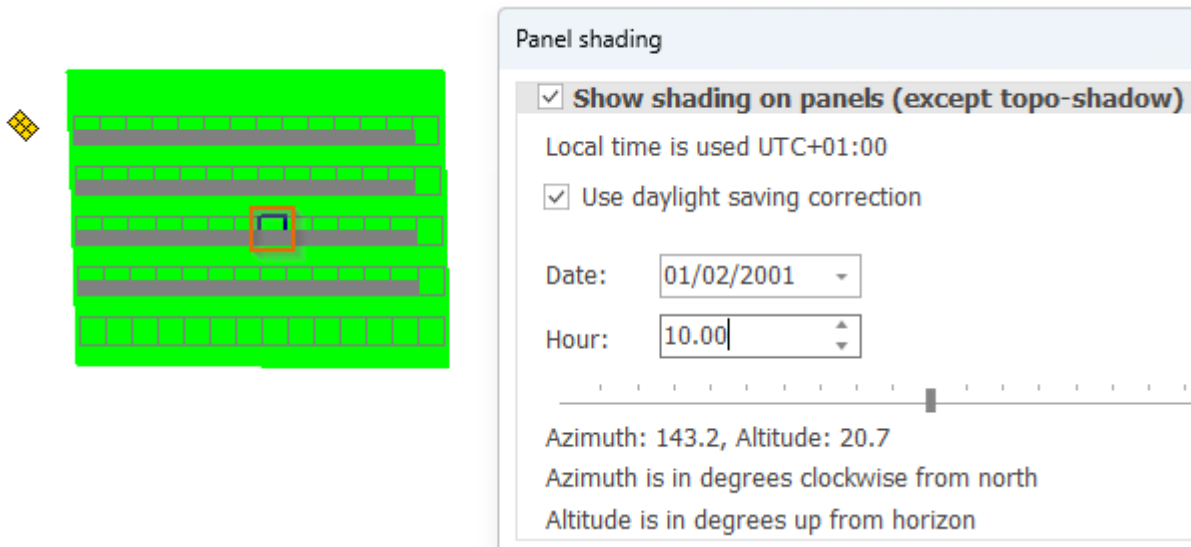 Panel shading
Show shading on panels (except topo-shadow)
Local time is used UTC+01:00
Use daylight saving correction
Date: 01/02/2001
Hour: 10.00
Azimuth: 143.2, Altitude: 20.7
Azimuth is in degrees clockwise from north
Altitude is in degrees up from horizon